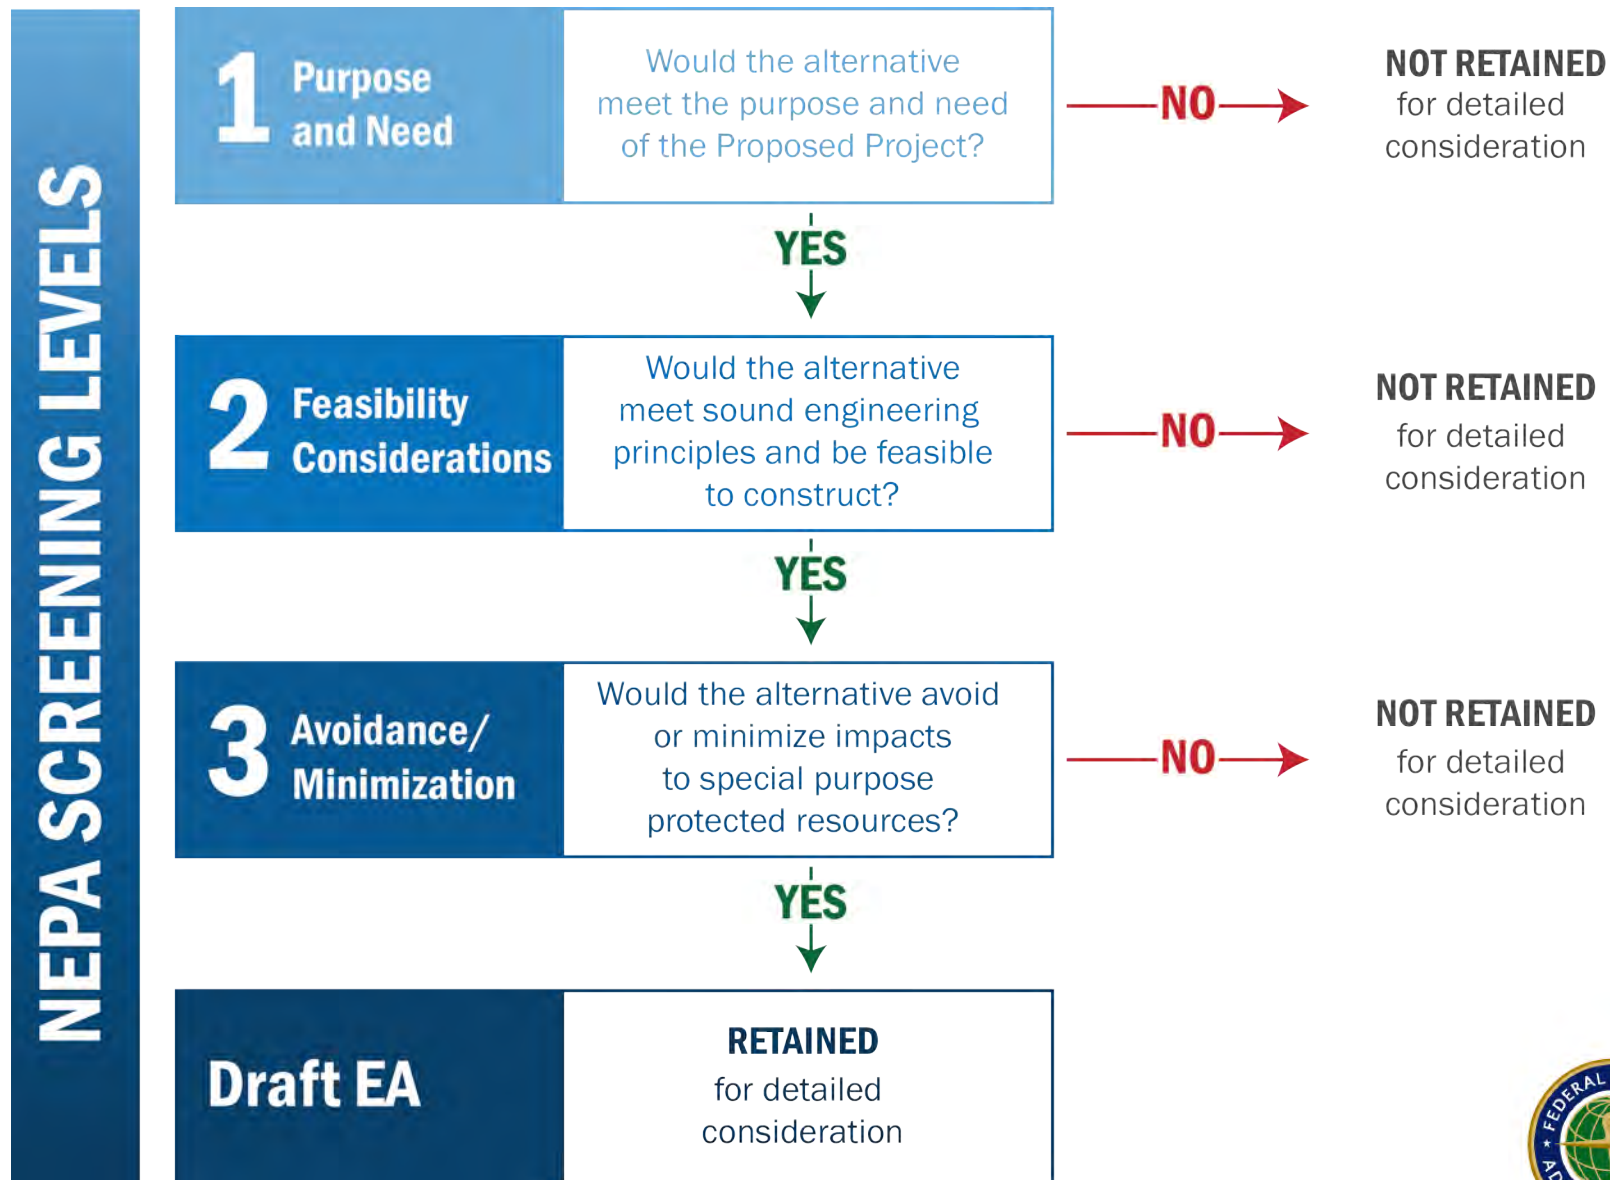 NEPA SCREENING LEVELS
1
Purpose
and Need
Would the alternative
meet the purpose and need
of the Proposed Project?
NO
NOT RETAINED
for detailed
consideration
YES
2
Feasibility
Considerations
Would the alternative
meet sound engineering
principles and be feasible
to construct?
NO
NOT RETAINED
for detailed
consideration
YES
3
Avoidance/
Minimization
Would the alternative avoid
or minimize impacts
to special purpose
protected resources?
NO
NOT RETAINED
for detailed
consideration
YES
Draft EA
RETAINED
for detailed
consideration
FEDERAL